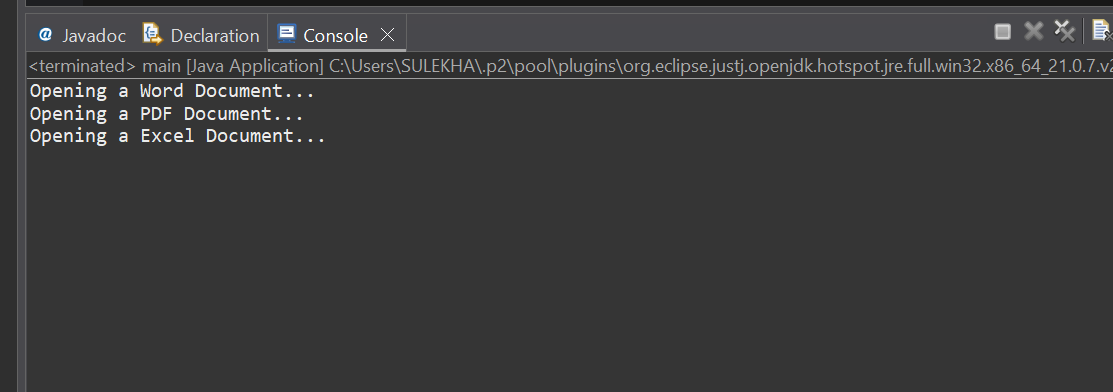 @ Javadoc Declaration Console
<terminated> main [Java Application] C:\Users\SULEKHA\.p2\pool\plugins\org.eclipse.justj.openjdk.hotspot.jre.full.win32.x86_64_21.0.7.v2
Opening a Word Document...
Opening a PDF Document...
Opening a Excel Document...